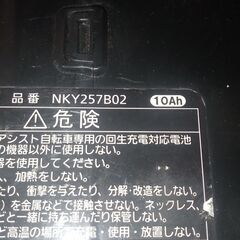 品番 NKY257B02 10Ah
⚠危険
アシスト自転車専用の回生充電対応電池
の機器以外に使用しない。
器を使用してください。
、加熱をしない。
たり、衝撃を与えたり、分解・改造をしない。
)を金属などで接続させない。ネックレス、
どと一緒に持ち運んだり保管しない。
ど高温の場所で充電・使用・放置しない